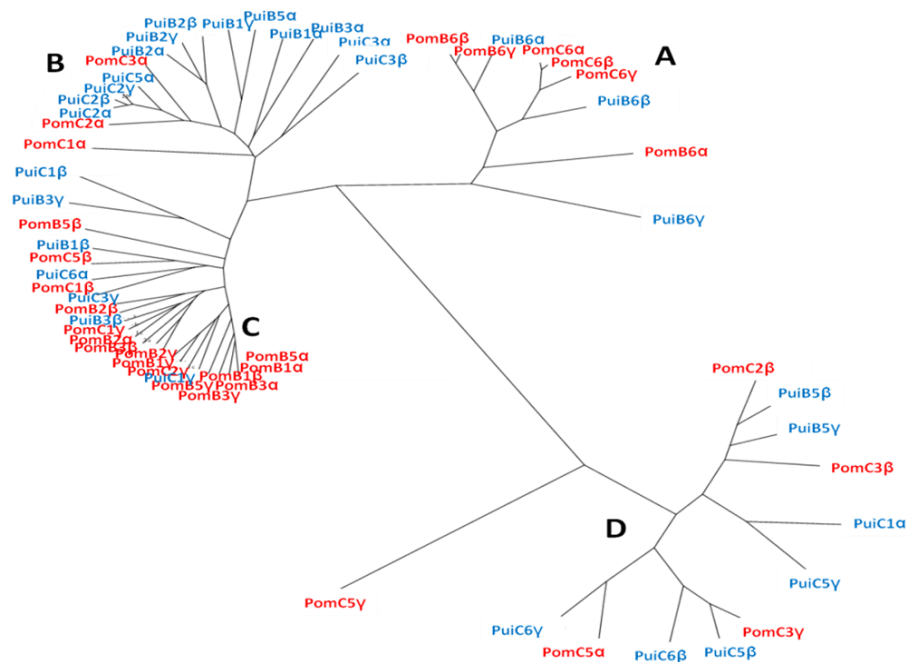 PuiB5α
PuiB2β
PuiB1γ
PuiB3α
PuiB1α
PuiB2γ
PuiC3α
PuiB2α
PuiC3β
B
PomC3α
PuiC5α
PuiC2γ
PuiC2β
PuiC2α
PomC2α
PomC1α
PuiC1β
PuiB3γ
PomB5β
PuiB1β
PomC5β
PuiC6α
PomC1β
PuiC3γ
PomB2β
PuiB3β
PomC1γ
PomB2α
PomB3β
PomB2γ
PomB1γ
PomC2γ
PuiC1γ
PomB5γ
PomB3γ
PomB1β
PomB3α
PomB1α
PomB5α
C
PomB6β
PomB6γ
PuiB6α
PomC6α
PomC6β
PomC6γ
A
PuiB6β
PomB6α
PuiB6γ
PomC2β
PuiB5β
PuiB5γ
PomC3β
PuiC1α
PuiC5γ
D
PomC5γ
PuiC6γ
PomC5α
PuiC6β
PuiC5β
PomC3γ